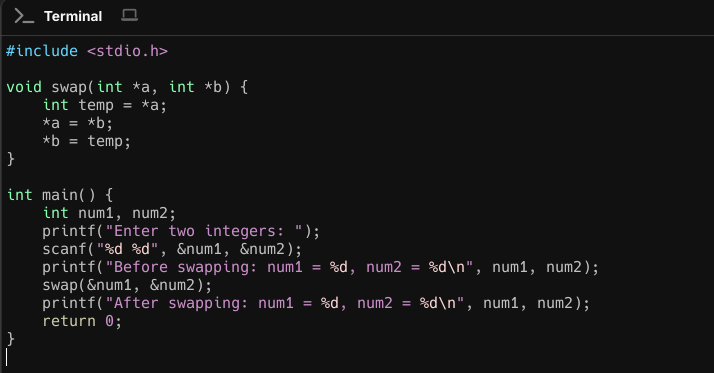 Terminal
#include <stdio.h>

void swap(int *a, int *b) {
    int temp = *a;
    *a = *b;
    *b = temp;
}

int main() {
    int num1, num2;
    printf("Enter two integers: ");
    scanf("%d %d", &num1, &num2);
    printf("Before swapping: num1 = %d, num2 = %d\n", num1, num2);
    swap(&num1, &num2);
    printf("After swapping: num1 = %d, num2 = %d\n", num1, num2);
    return 0;
}